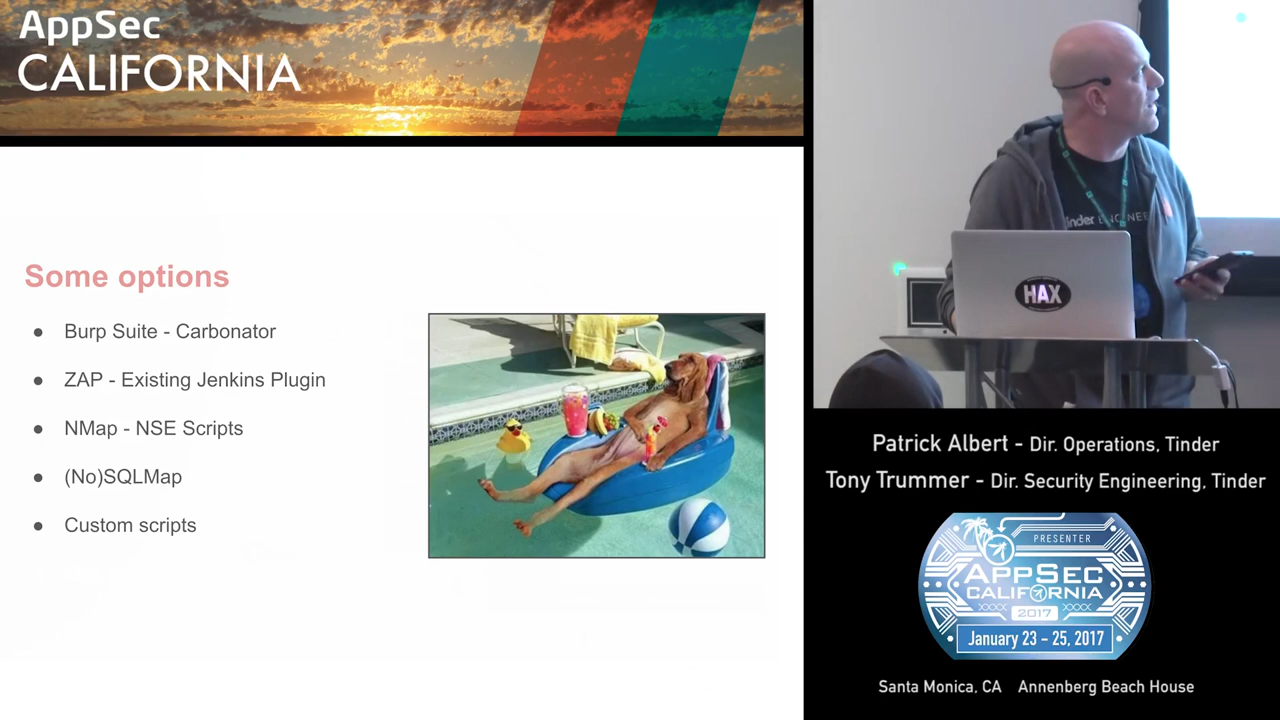 AppSec
CALIFORNIA
Some options
● Burp Suite - Carbonator
● ZAP - Existing Jenkins Plugin
● NMap - NSE Scripts
● (No)SQLMap
● Custom scripts
HAX
Patrick Albert - Dir. Operations, Tinder
Tony Trummer - Dir. Security Engineering, Tinder
PRESENTER
APPSEC
CALIFORNIA
2017
January 23 - 25, 2017
Santa Monica, CA Annenberg Beach House